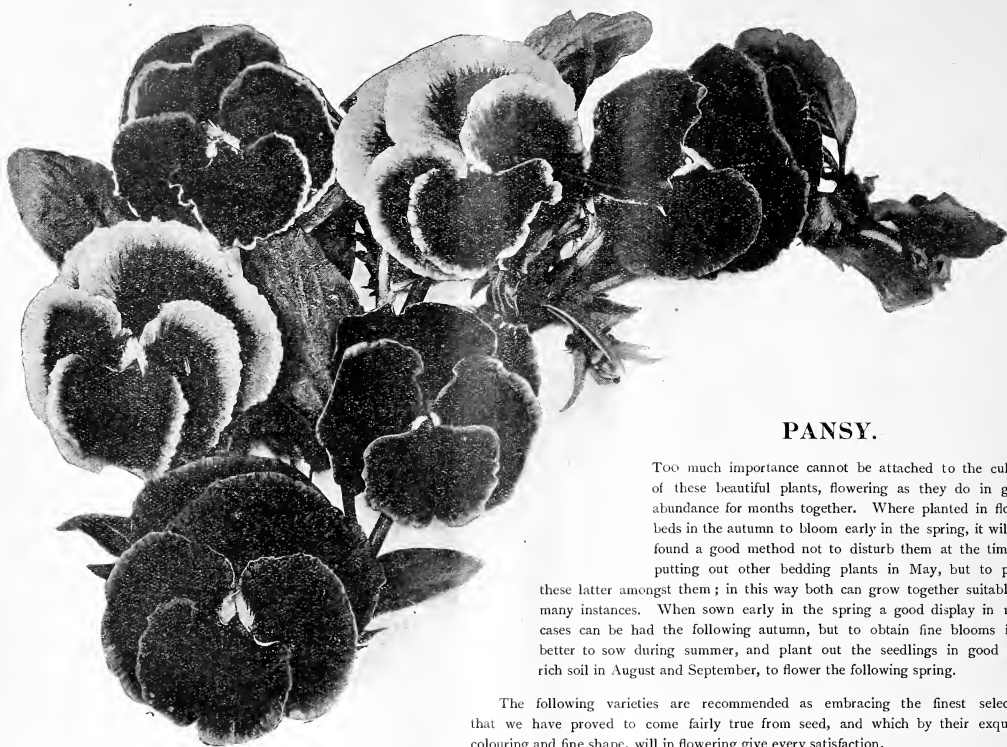 PANSY.
Too much importance cannot be attached to the cul
of these beautiful plants, flowering as they do in g
abundance for months together. Where planted in flo
beds in the autumn to bloom early in the spring, it will
found a good method not to disturb them at the tim
putting out other bedding plants in May, but to p
these latter amongst them ; in this way both can grow together suitabl
many instances. When sown early in the spring a good display in
cases can be had the following autumn, but to obtain fine blooms i
better to sow during summer, and plant out the seedlings in good
rich soil in August and September, to flower the following spring.
The following varieties are recommended as embracing the finest selec
that we have proved to come fairly true from seed, and which by their exqu
colouring and fine shape, will in flowering give every satisfaction.